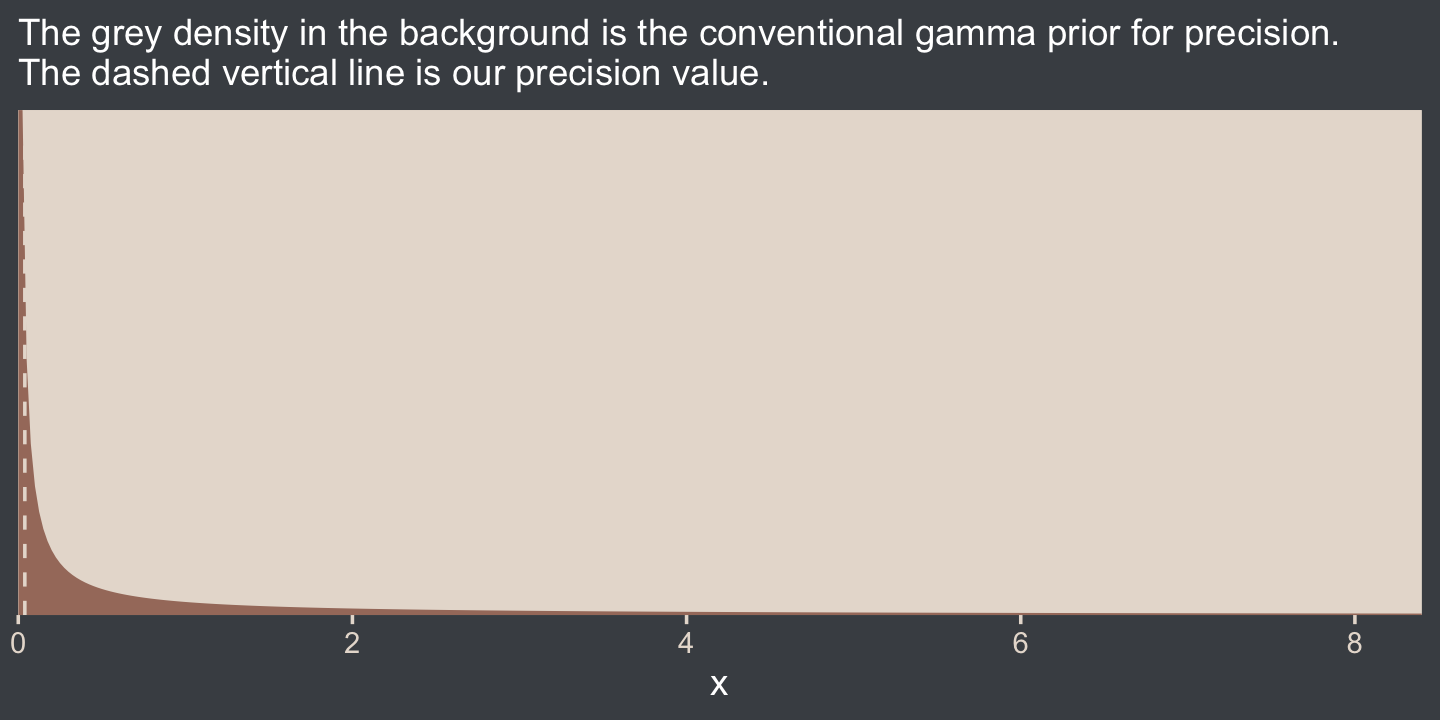 The grey density in the background is the conventional gamma prior for precision.
The dashed vertical line is our precision value.
0 2 4 6 8
x